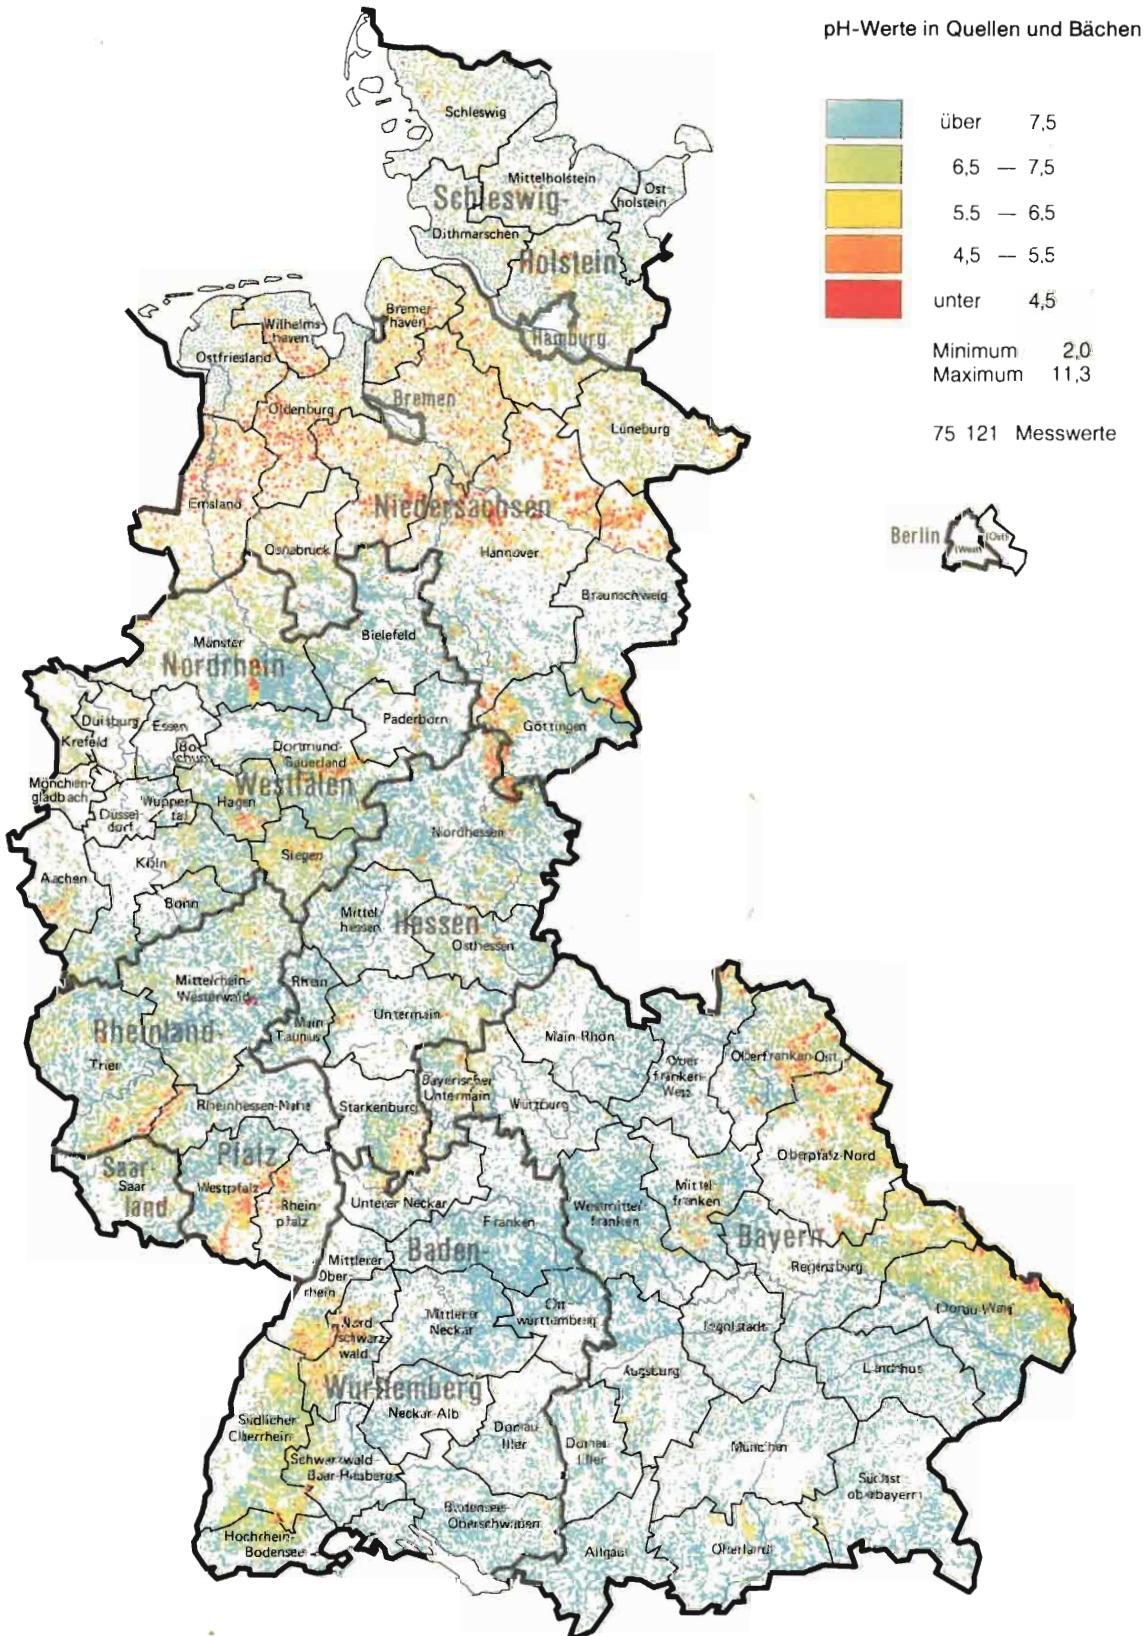 pH-Werte in Quellen und Bächen
über 7,5
6,5 — 7,5
5.5 — 6.5
4,5 — 5,5
unter 4,5
Minimum 2,0
Maximum 11,3
75 121 Messwerte
Berlin
(West)
(Ost)
Schleswig
Mittelholstein
Ost-
holstein
Schleswig-
Dithmarschen
Holstein
Bremer
haven
Wilhelms-
haven
Hamburg
Ostfriesland
Oldenburg
Bremen
Lüneburg
Emsland
Niedersachsen
Osnabrück
Hannover
Braunschweig
Münster
Bielefeld
Nordrhein
Duisburg
Essen
Paderborn
Göttingen
Krefeld
Bo-
chum
Dortmund-
Sauerland
Westfalen
Mönchen-
gladbach
Wupper-
tal
Hagen
Düssel-
dorf
Nordhessen
Köln
Siegen
Aachen
Bonn
Mittel
hessen
Hessen
Osthessen
Mittelrhein-
Westerwald
Rhein
Main
Taunus
Untermain
Main-Rhön
Rheinland-
Trier
Ober
franken-
West
Oberfranken-Ost
Bayerischer
Untermain
Würzburg
Rheinhessen-Nahe
Starkenburg
Oberpfalz-Nord
Saar-
Saar
land
Pfalz
Westpfalz
Rhein-
pfalz
Unterer Neckar
Franken
Westmittel-
franken
Mittel-
franken
Bayern
Regensburg
Baden-
Mittlerer
Ober-
rhein
Donau-Wald
Nord
schwarz-
wald
Mittlerer
Neckar
Ost
württemberg
Ingolstadt
Landshut
Augsburg
Württemberg
Neckar-Alb
Südlicher
Oberrhein
Donau-
Iller
Donau-
Iller
München
Schwarzwald-
Baar-Heuberg
Südost
oberbayern
Bodensee-
Oberschwaben
Hochrhein-
Bodensee
Allgäu
Oberland